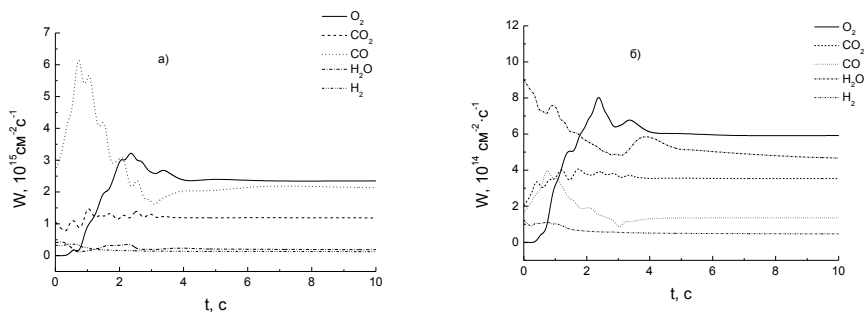 а)
O₂
CO₂
CO
H₂O
H₂
W, 10¹⁵см⁻²с⁻¹
7
6
5
4
3
2
1
0
0 2 4 6 8 10
t, c
б)
O₂
CO₂
CO
H₂O
H₂
W, 10¹⁴ см⁻²·с⁻¹
12
10
8
6
4
2
0
0 2 4 6 8 10
t, c